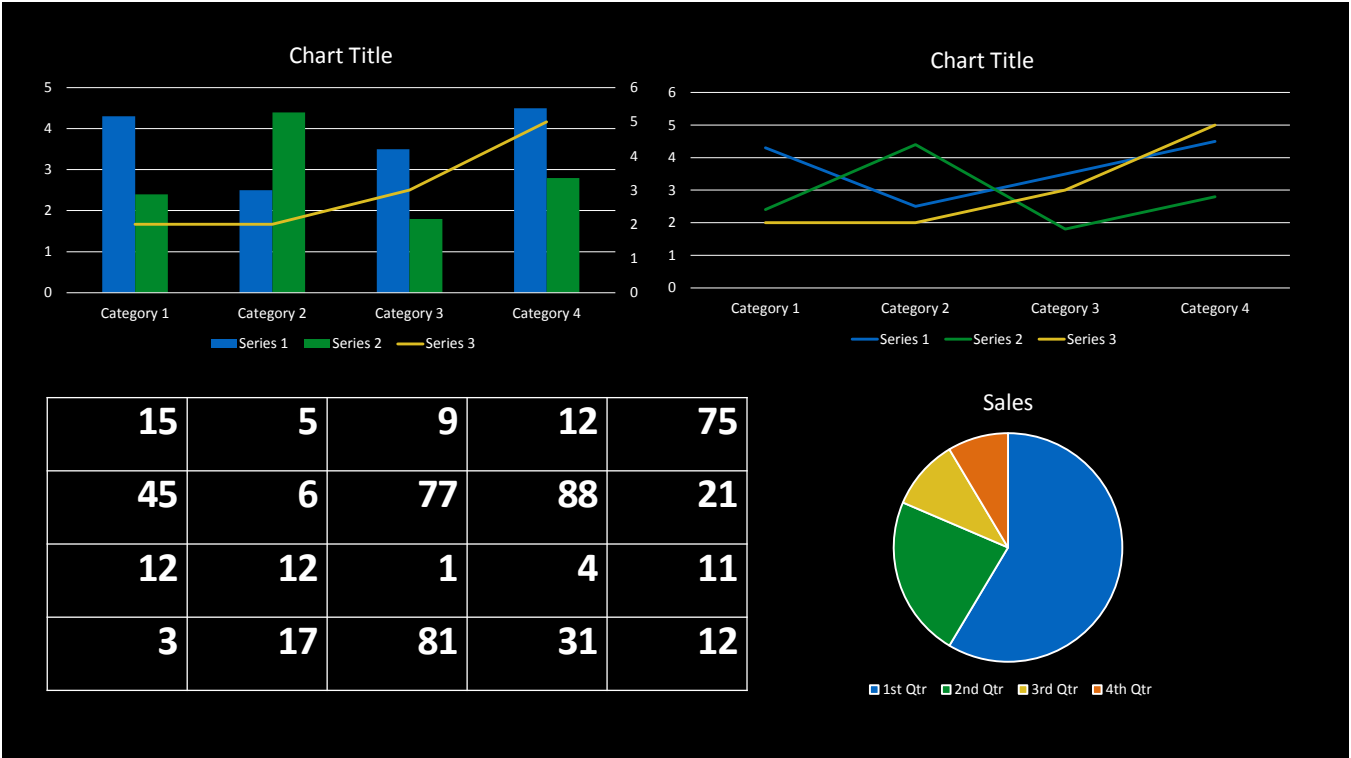 Chart Title
5
4
3
2
1
0
6
5
4
3
2
1
0
Category 1 Category 2 Category 3 Category 4
Series 1 Series 2 Series 3
Chart Title
6
5
4
3
2
1
0
Category 1 Category 2 Category 3 Category 4
Series 1 Series 2 Series 3
15 5 9 12 75
45 6 77 88 21
12 12 1 4 11
3 17 81 31 12
Sales
1st Qtr 2nd Qtr 3rd Qtr 4th Qtr